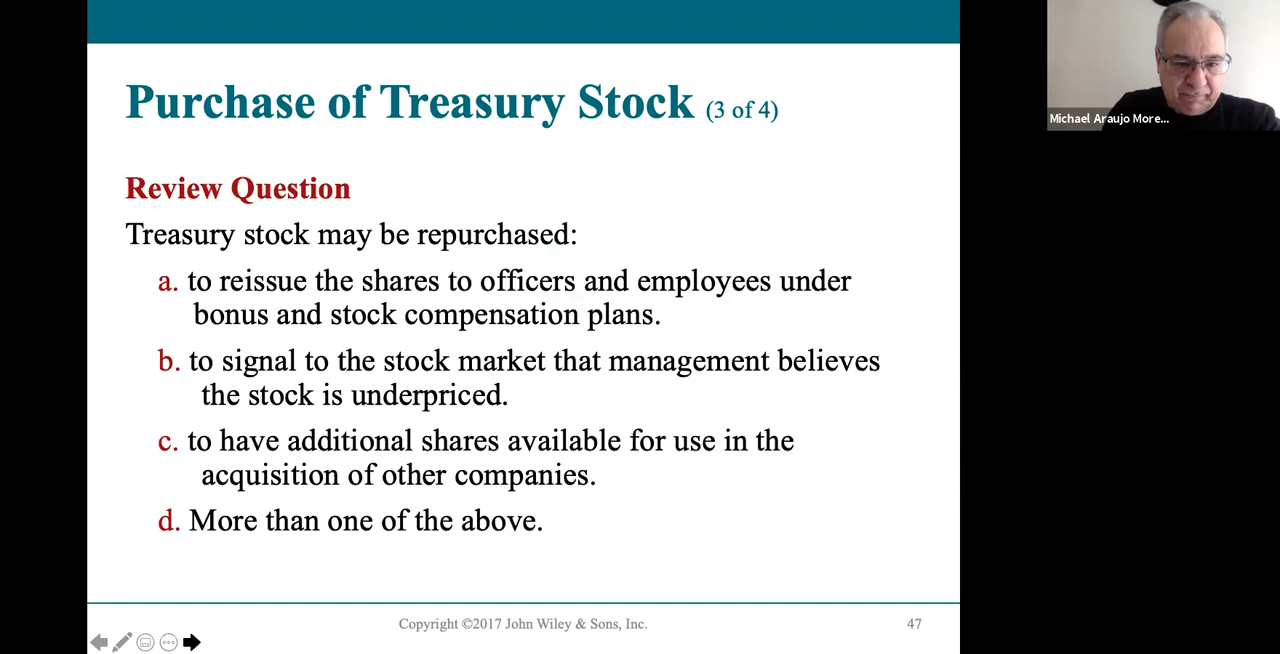 Purchase of Treasury Stock (3 of 4)
Michael Araujo More...
Review Question
Treasury stock may be repurchased:
a. to reissue the shares to officers and employees under
bonus and stock compensation plans.
b. to signal to the stock market that management believes
the stock is underpriced.
c. to have additional shares available for use in the
acquisition of other companies.
d. More than one of the above.
Copyright ©2017 John Wiley & Sons, Inc.
47